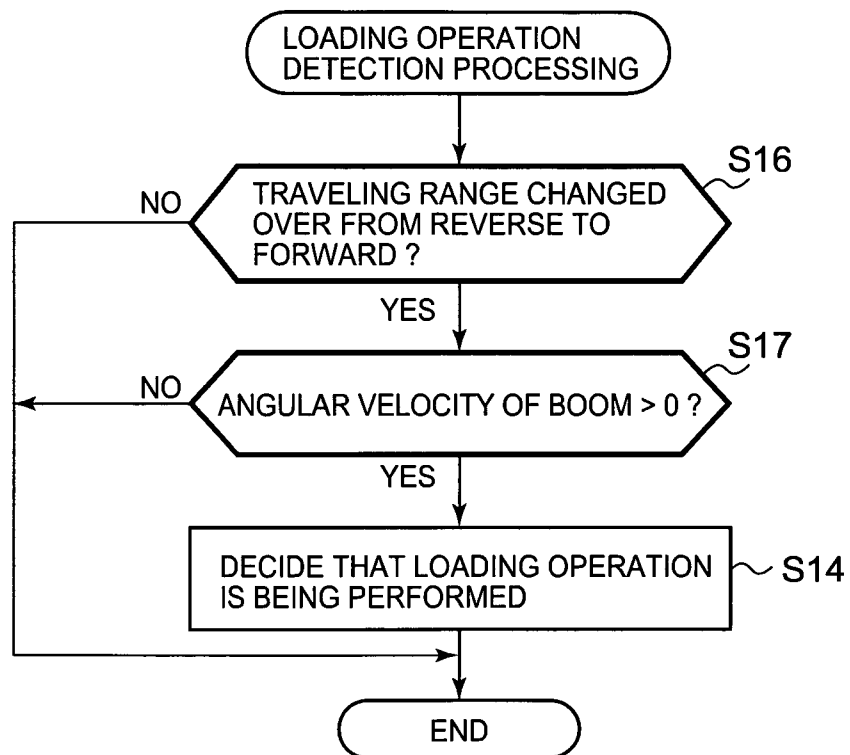 LOADING OPERATION
DETECTION PROCESSING
S16
NO
TRAVELING RANGE CHANGED
OVER FROM REVERSE TO
FORWARD ?
YES
S17
NO
ANGULAR VELOCITY OF BOOM > 0 ?
YES
DECIDE THAT LOADING OPERATION
IS BEING PERFORMED
S14
END